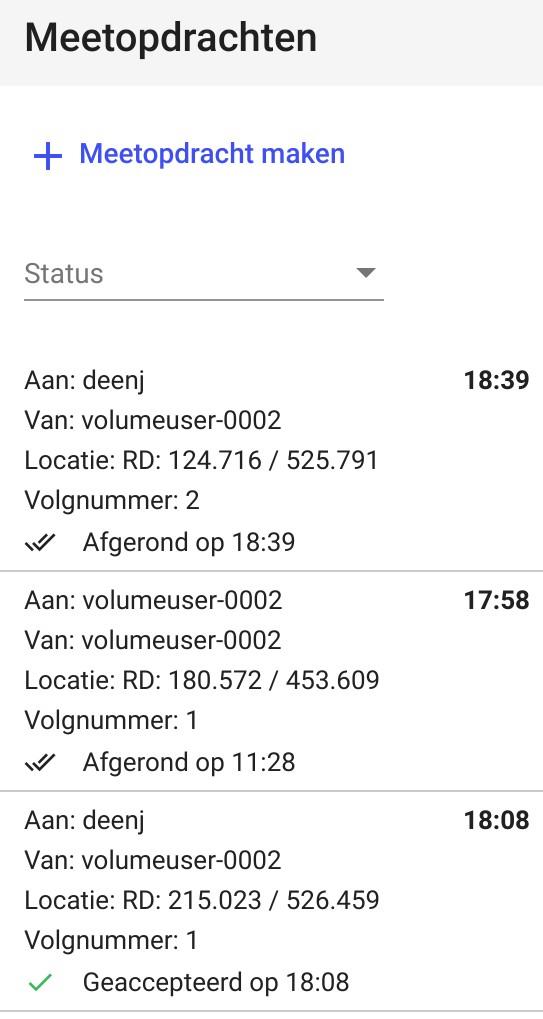 Meetopdrachten
Meetopdracht maken
Status
Aan: deenj 18:39
Van: volumeuser-0002
Locatie: RD: 124.716 / 525.791
Volgnummer: 2
Afgerond op 18:39
Aan: volumeuser-0002 17:58
Van: volumeuser-0002
Locatie: RD: 180.572 / 453.609
Volgnummer: 1
Afgerond op 11:28
Aan: deenj 18:08
Van: volumeuser-0002
Locatie: RD: 215.023 / 526.459
Volgnummer: 1
Geaccepteerd op 18:08